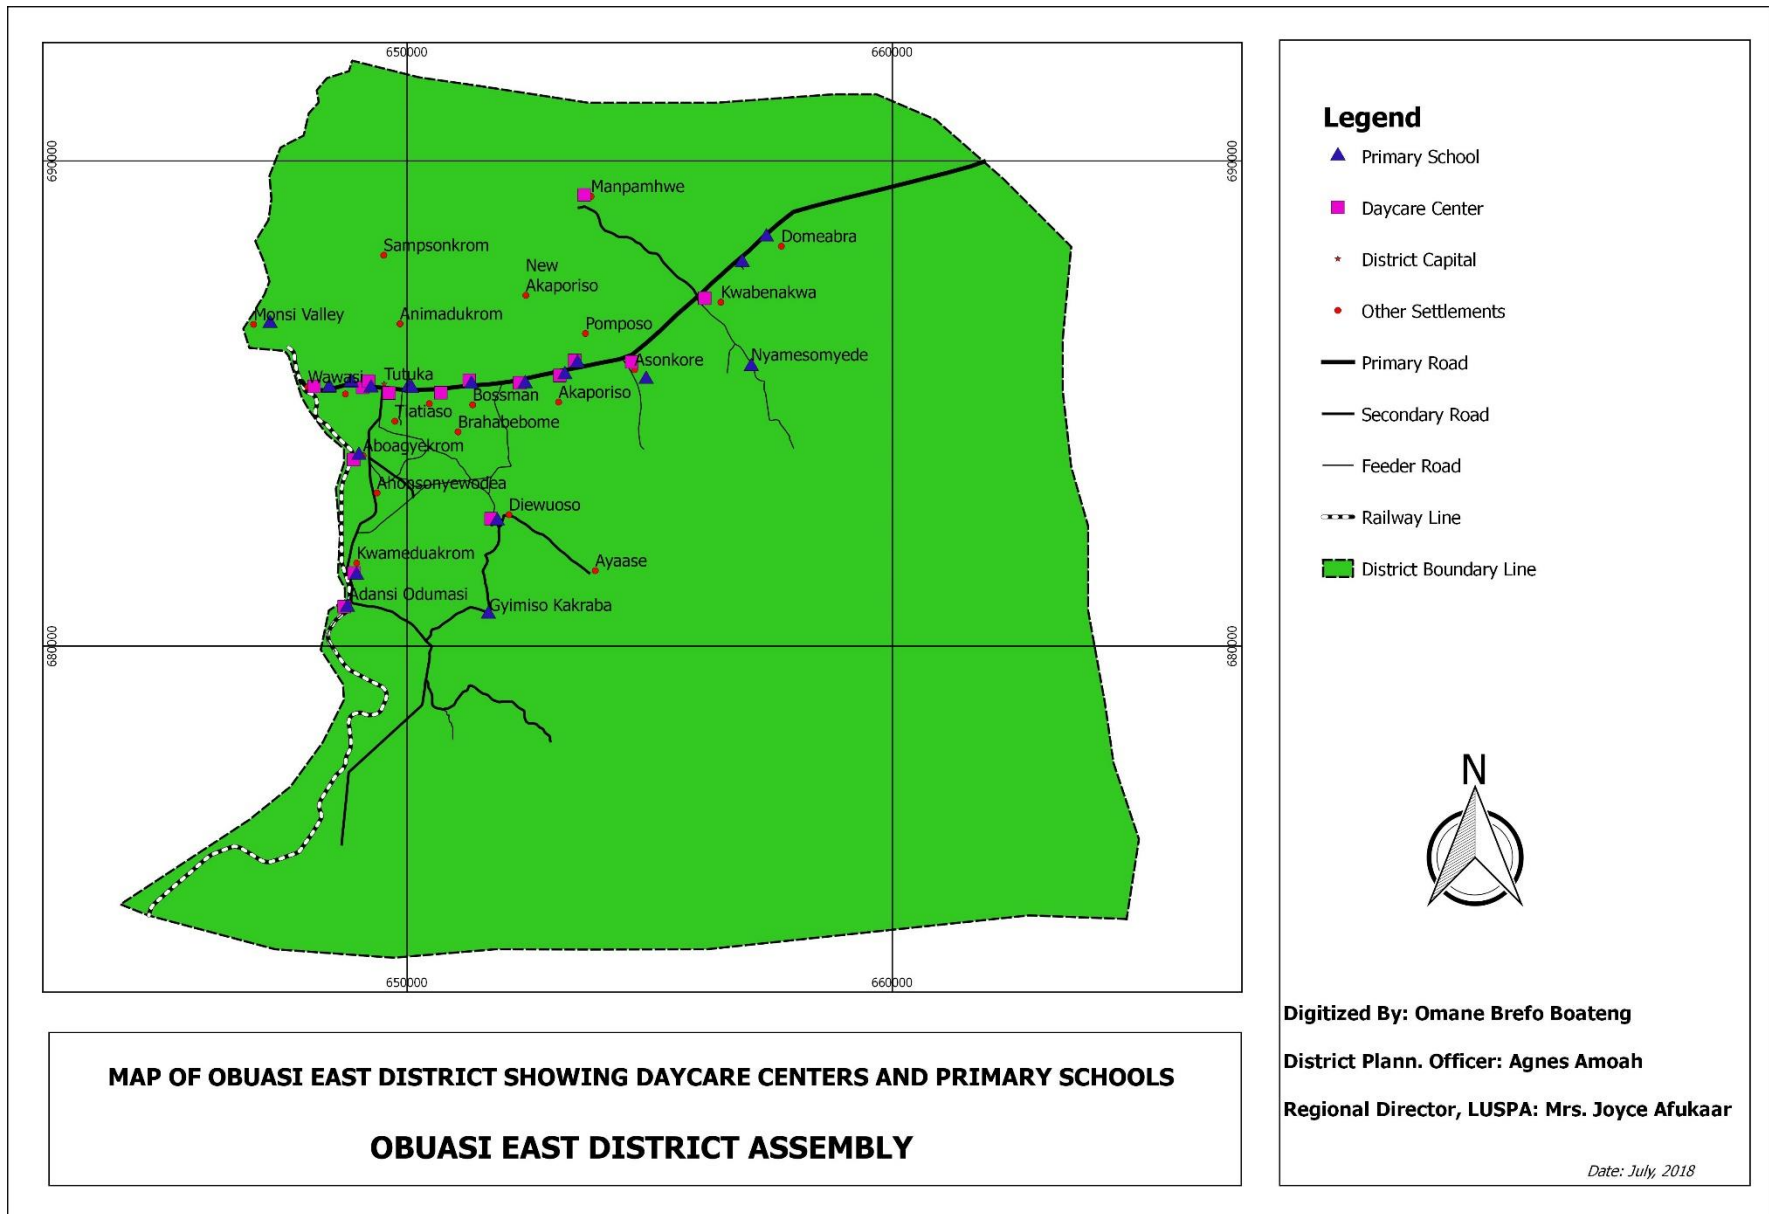 650000
660000
690000
690000
Manpamhwe
Domeabra
Sampsonkrom
New
Akaporiso
Kwabenakwa
Monsi Valley
Animadukrom
Pomposo
Asonkore
Nyamesomyede
Wawasi
Tutuka
Bossman
Akaporiso
Tiatiaso
Brahabebome
Aboagyekrom
Ahonsonyewodea
Diewuoso
Kwameduakrom
Ayaase
Adansi Odumasi
Gyimiso Kakraba
680000
680000
650000
660000
Legend
Primary School
Daycare Center
District Capital
Other Settlements
Primary Road
Secondary Road
Feeder Road
Railway Line
District Boundary Line
N
Digitized By: Omane Brefo Boateng
District Plann. Officer: Agnes Amoah
Regional Director, LUSPA: Mrs. Joyce Afukaar
Date: July, 2018
MAP OF OBUASI EAST DISTRICT SHOWING DAYCARE CENTERS AND PRIMARY SCHOOLS
OBUASI EAST DISTRICT ASSEMBLY